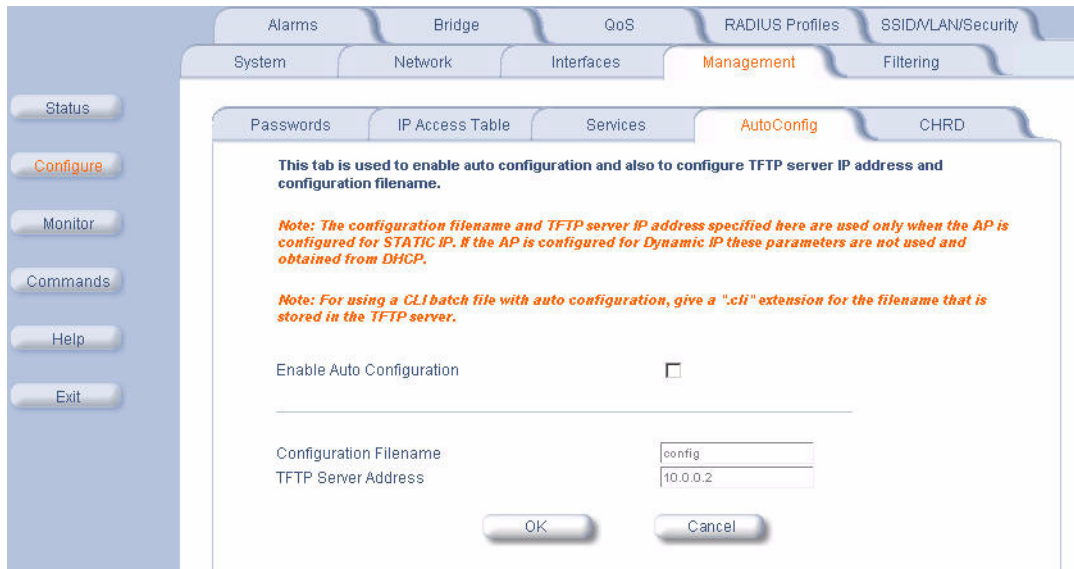 Alarms Bridge QoS RADIUS Profiles SSID/VLAN/Security
System Network Interfaces Management Filtering
Status
Configure
Monitor
Commands
Help
Exit
Passwords IP Access Table Services AutoConfig CHRD
This tab is used to enable auto configuration and also to configure TFTP server IP address and
configuration filename.
Note: The configuration filename and TFTP server IP address specified here are used only when the AP is
configured for STATIC IP. If the AP is configured for Dynamic IP these parameters are not used and
obtained from DHCP.
Note: For using a CLI batch file with auto configuration, give a ".cli" extension for the filename that is
stored in the TFTP server.
Enable Auto Configuration
Configuration Filename config
TFTP Server Address 10.0.0.2
OK Cancel